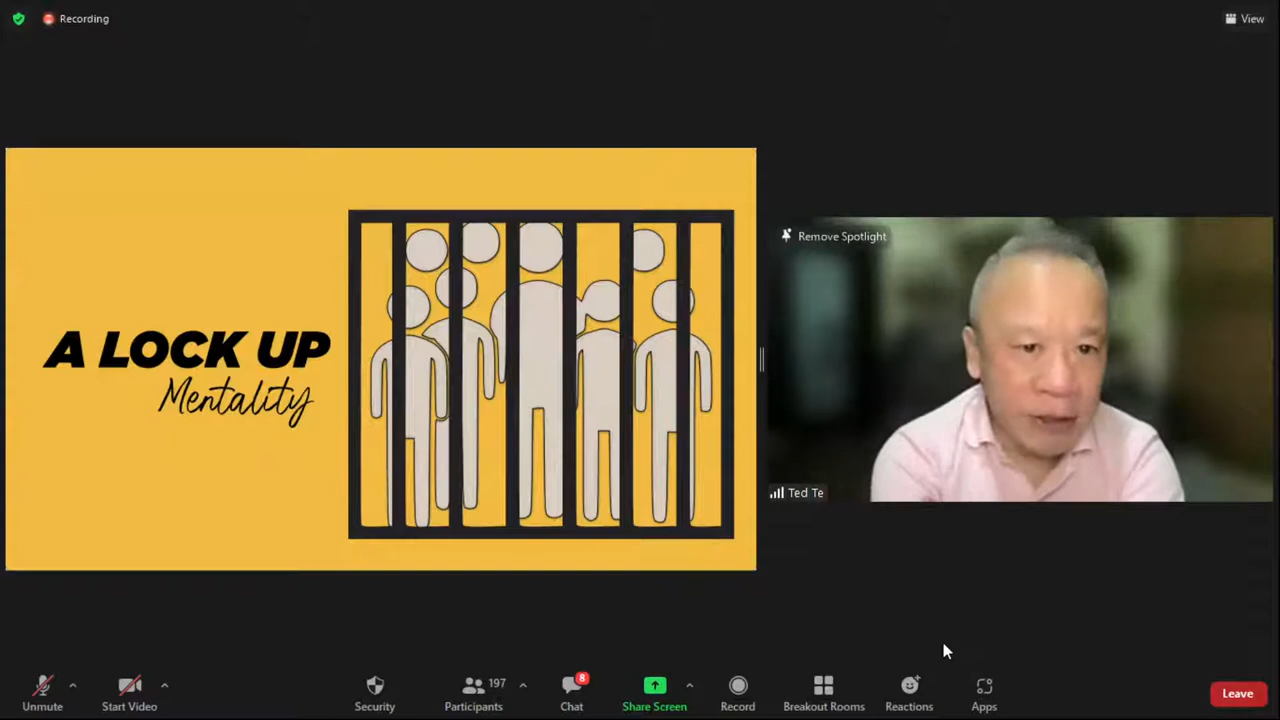 Recording
View
A LOCK UP
Mentality
Remove Spotlight
Ted Te
197
8
Unmute
Start Video
Security
Participants
Chat
Share Screen
Record
Breakout Rooms
Reactions
Apps
Leave